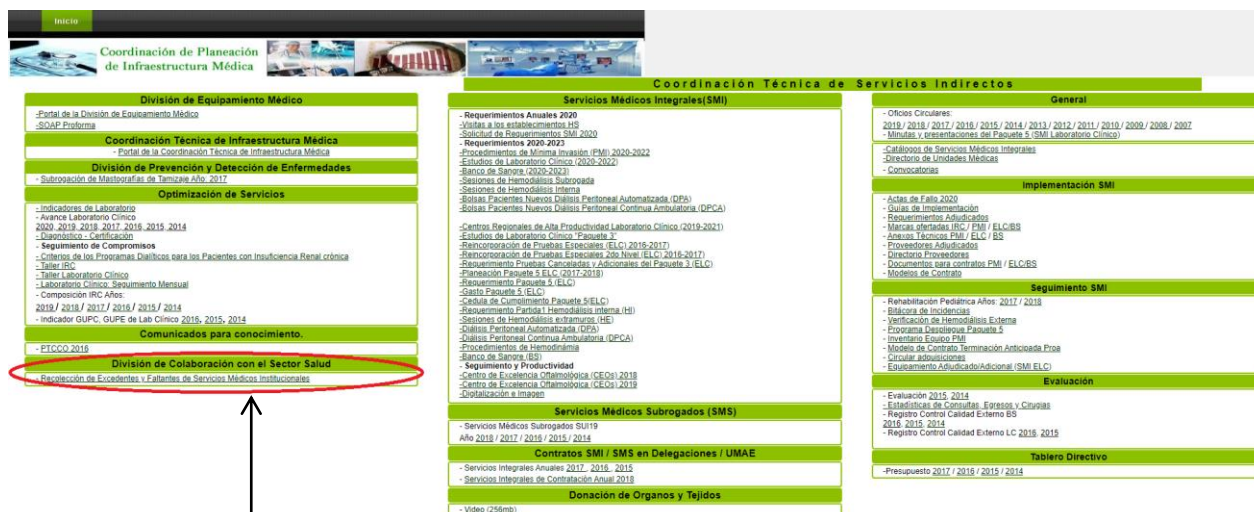 Inicio
Coordinación de Planeación
de Infraestructura Médica
Coordinación Técnica de Servicios Indirectos
División de Equipamiento Médico
-Portal de la División de Equipamiento Médico
-SOAP Proforma
Coordinación Técnica de Infraestructura Médica
- Portal de la Coordinación Técnica de Infraestructura Médica
División de Prevención y Detección de Enfermedades
- Subrogación de Mastografías de Tamizaje Año: 2017
Optimización de Servicios
- Indicadores de Laboratorio
- Avance Laboratorio Clínico
2020, 2019, 2018, 2017, 2016, 2015, 2014
- Diagnóstico - Certificación
- Seguimiento de Compromisos
- Criterios de los Programas Dialíticos para los Pacientes con Insuficiencia Renal crónica
- Taller IRC
- Taller Laboratorio Clínico
- Laboratorio Clínico: Seguimiento Mensual
- Composición IRC Años:
2019 / 2018 / 2017 / 2016 / 2015 / 2014
- Indicador GUPC, GUPE de Lab Clínico 2016, 2015, 2014
Comunicados para conocimiento.
- PTCCO 2016
División de Colaboración con el Sector Salud
- Recolección de Excedentes y Faltantes de Servicios Médicos Institucionales
Servicios Médicos Integrales(SMI)
- Requerimientos Anuales 2020
-Visitas a los establecimientos HS
-Solicitud de Requerimientos SMI 2020
- Requerimientos 2020-2023
-Procedimientos de Mínima Invasión (PMI) 2020-2022
-Estudios de Laboratorio Clínico (2020-2022)
-Banco de Sangre (2020-2023)
-Sesiones de Hemodiálisis Subrogada
-Sesiones de Hemodiálisis Interna
-Bolsas Pacientes Nuevos Diálisis Peritoneal Automatizada (DPA)
-Bolsas Pacientes Nuevos Diálisis Peritoneal Continua Ambulatoria (DPCA)
-Centros Regionales de Alta Productividad Laboratorio Clínico (2019-2021)
-Estudios de Laboratorio Clínico "Paquete 3"
-Reincorporación de Pruebas Especiales (ELC) 2016-2017)
-Reincorporación de Pruebas Especiales 2do Nivel (ELC) 2016-2017)
-Requerimiento Pruebas Canceladas y Adicionales del Paquete 3 (ELC)
-Planeación Paquete 5 ELC (2017-2018)
-Requerimiento Paquete 5 (ELC)
-Gasto Paquete 5 (ELC)
-Cedula de Cumplimiento Paquete 5(ELC)
-Requerimiento Partida1 Hemodiálisis interna (HI)
-Sesiones de Hemodiálisis extramuros (HE)
-Diálisis Peritoneal Automatizada (DPA)
-Diálisis Peritoneal Continua Ambulatoria (DPCA)
-Procedimientos de Hemodinámia
-Banco de Sangre (BS)
- Seguimiento y Productividad
-Centro de Excelencia Oftalmológica (CEOs) 2018
-Centro de Excelencia Oftalmológica (CEOs) 2019
-Digitalización e Imagen
Servicios Médicos Subrogados (SMS)
- Servicios Médicos Subrogados SUI19
Año 2018 / 2017 / 2016 / 2015 / 2014
Contratos SMI / SMS en Delegaciones / UMAE
- Servicios Integrales Anuales 2017 , 2016 , 2015
- Servicios Integrales de Contratación Anual 2018
Donación de Organos y Tejidos
- Video (256mb)
General
- Oficios Circulares:
2019 / 2018 / 2017 / 2016 / 2015 / 2014 / 2013 / 2012 / 2011 / 2010 / 2009 / 2008 / 2007
- Minutas y presentaciones del Paquete 5 (SMI Laboratorio Clínico)
-Catálogos de Servicios Médicos Integrales
-Directorio de Unidades Médicas
- Convocatorias
Implementación SMI
- Actas de Fallo 2020
- Guías de Implementación
- Requerimientos Adjudicados
- Marcas ofertadas IRC / PMI / ELC/BS
- Anexos Técnicos PMI / ELC / BS
- Proveedores Adjudicados
- Directorio Proveedores
- Documentos para contratos PMI / ELC/BS
- Modelos de Contrato
Seguimiento SMI
- Rehabilitación Pediátrica Años: 2017 / 2018
- Bitácora de Incidencias
- Verificación de Hemodiálisis Externa
- Programa Despliegue Paquete 5
- Inventario Equipo PMI
- Modelo de Contrato Terminación Anticipada Proa
- Circular adquisiciones
- Equipamiento Adjudicado/Adicional (SMI ELC)
Evaluación
- Evaluación 2015, 2014
- Estadísticas de Consultas, Egresos y Cirugías
- Registro Control Calidad Externo BS
2016, 2015, 2014
- Registro Control Calidad Externo LC 2016, 2015
Tablero Directivo
-Presupuesto 2017 / 2016 / 2015 / 2014